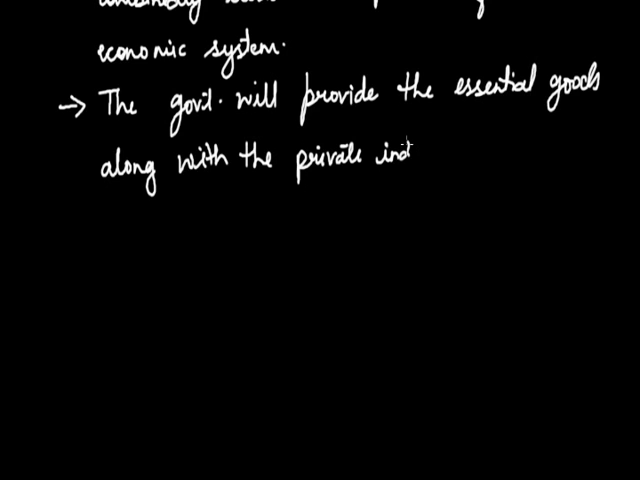 economic system.
→ The govt. will provide the essential goods
along with the private ind